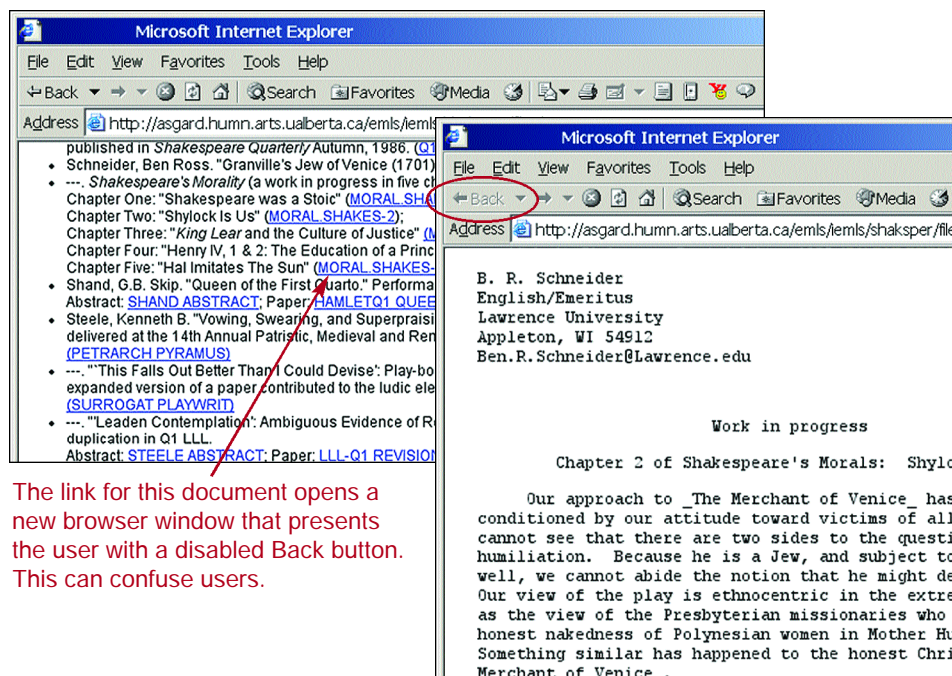 Microsoft Internet Explorer
File Edit View Favorites Tools Help
Back Search Favorites Media
Address http://asgard.humn.arts.ualberta.ca/emls/iemls
published in Shakespeare Quarterly Autumn, 1986. (Q1
• Schneider, Ben Ross. "Granville's Jew of Venice (1701)
• ---. Shakespeare's Morality (a work in progress in five ch
Chapter One: "Shakespeare was a Stoic" (MORAL.SHA
Chapter Two: "Shylock Is Us" (MORAL.SHAKES-2);
Chapter Three: "King Lear and the Culture of Justice" (M
Chapter Four: "Henry IV, 1 & 2: The Education of a Princ
Chapter Five: "Hal Imitates The Sun" (MORAL.SHAKES-
• Shand, G.B. Skip. "Queen of the First Quarto." Performa
Abstract: SHAND ABSTRACT; Paper: HAMLETQ1 QUEE
• Steele, Kenneth B. "Vowing, Swearing, and Superpraisi
delivered at the 14th Annual Patristic, Medieval and Ren
(PETRARCH PYRAMUS)
• ---. "`This Falls Out Better Than I Could Devise': Play-bo
expanded version of a paper contributed to the ludic ele
(SURROGAT PLAYWRIT)
• ---. "'Leaden Contemplation': Ambiguous Evidence of Re
duplication in Q1 LLL.
Abstract: STEELE ABSTRACT; Paper: LLL-Q1 REVISION
The link for this document opens a
new browser window that presents
the user with a disabled Back button.
This can confuse users.
Microsoft Internet Explorer
File Edit View Favorites Tools Help
Back Search Favorites Media
Address http://asgard.humn.arts.ualberta.ca/emls/iemls/shaksper/file
B. R. Schneider
English/Emeritus
Lawrence University
Appleton, WI 54912
Ben.R.Schneider@Lawrence.edu
Work in progress
Chapter 2 of Shakespeare's Morals: Shylo
Our approach to _The Merchant of Venice_ has
conditioned by our attitude toward victims of all
cannot see that there are two sides to the questi
humiliation. Because he is a Jew, and subject to
well, we cannot abide the notion that he might de
Our view of the play is ethnocentric in the extre
as the view of the Presbyterian missionaries who
honest nakedness of Polynesian women in Mother Hu
Something similar has happened to the honest Chri
Merchant of Venice_.